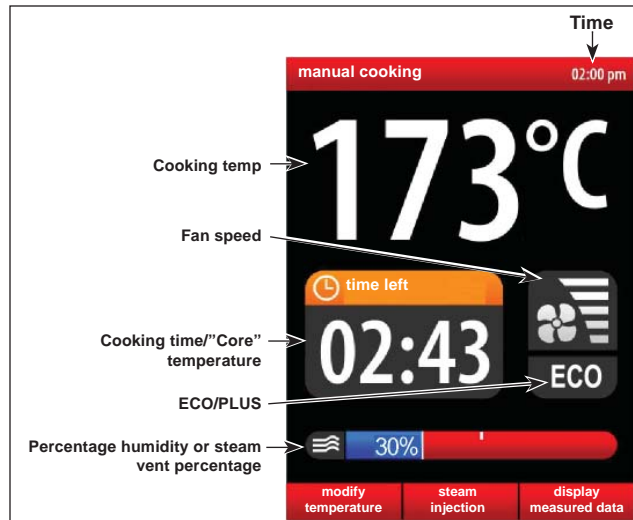 Time
manual cooking 02:00 pm
173°C
Cooking temp
Fan speed
time left
02:43
Cooking time/”Core”
temperature
ECO
ECO/PLUS
Percentage humidity or steam
vent percentage
30%
modify
temperature
steam
injection
display
measured data